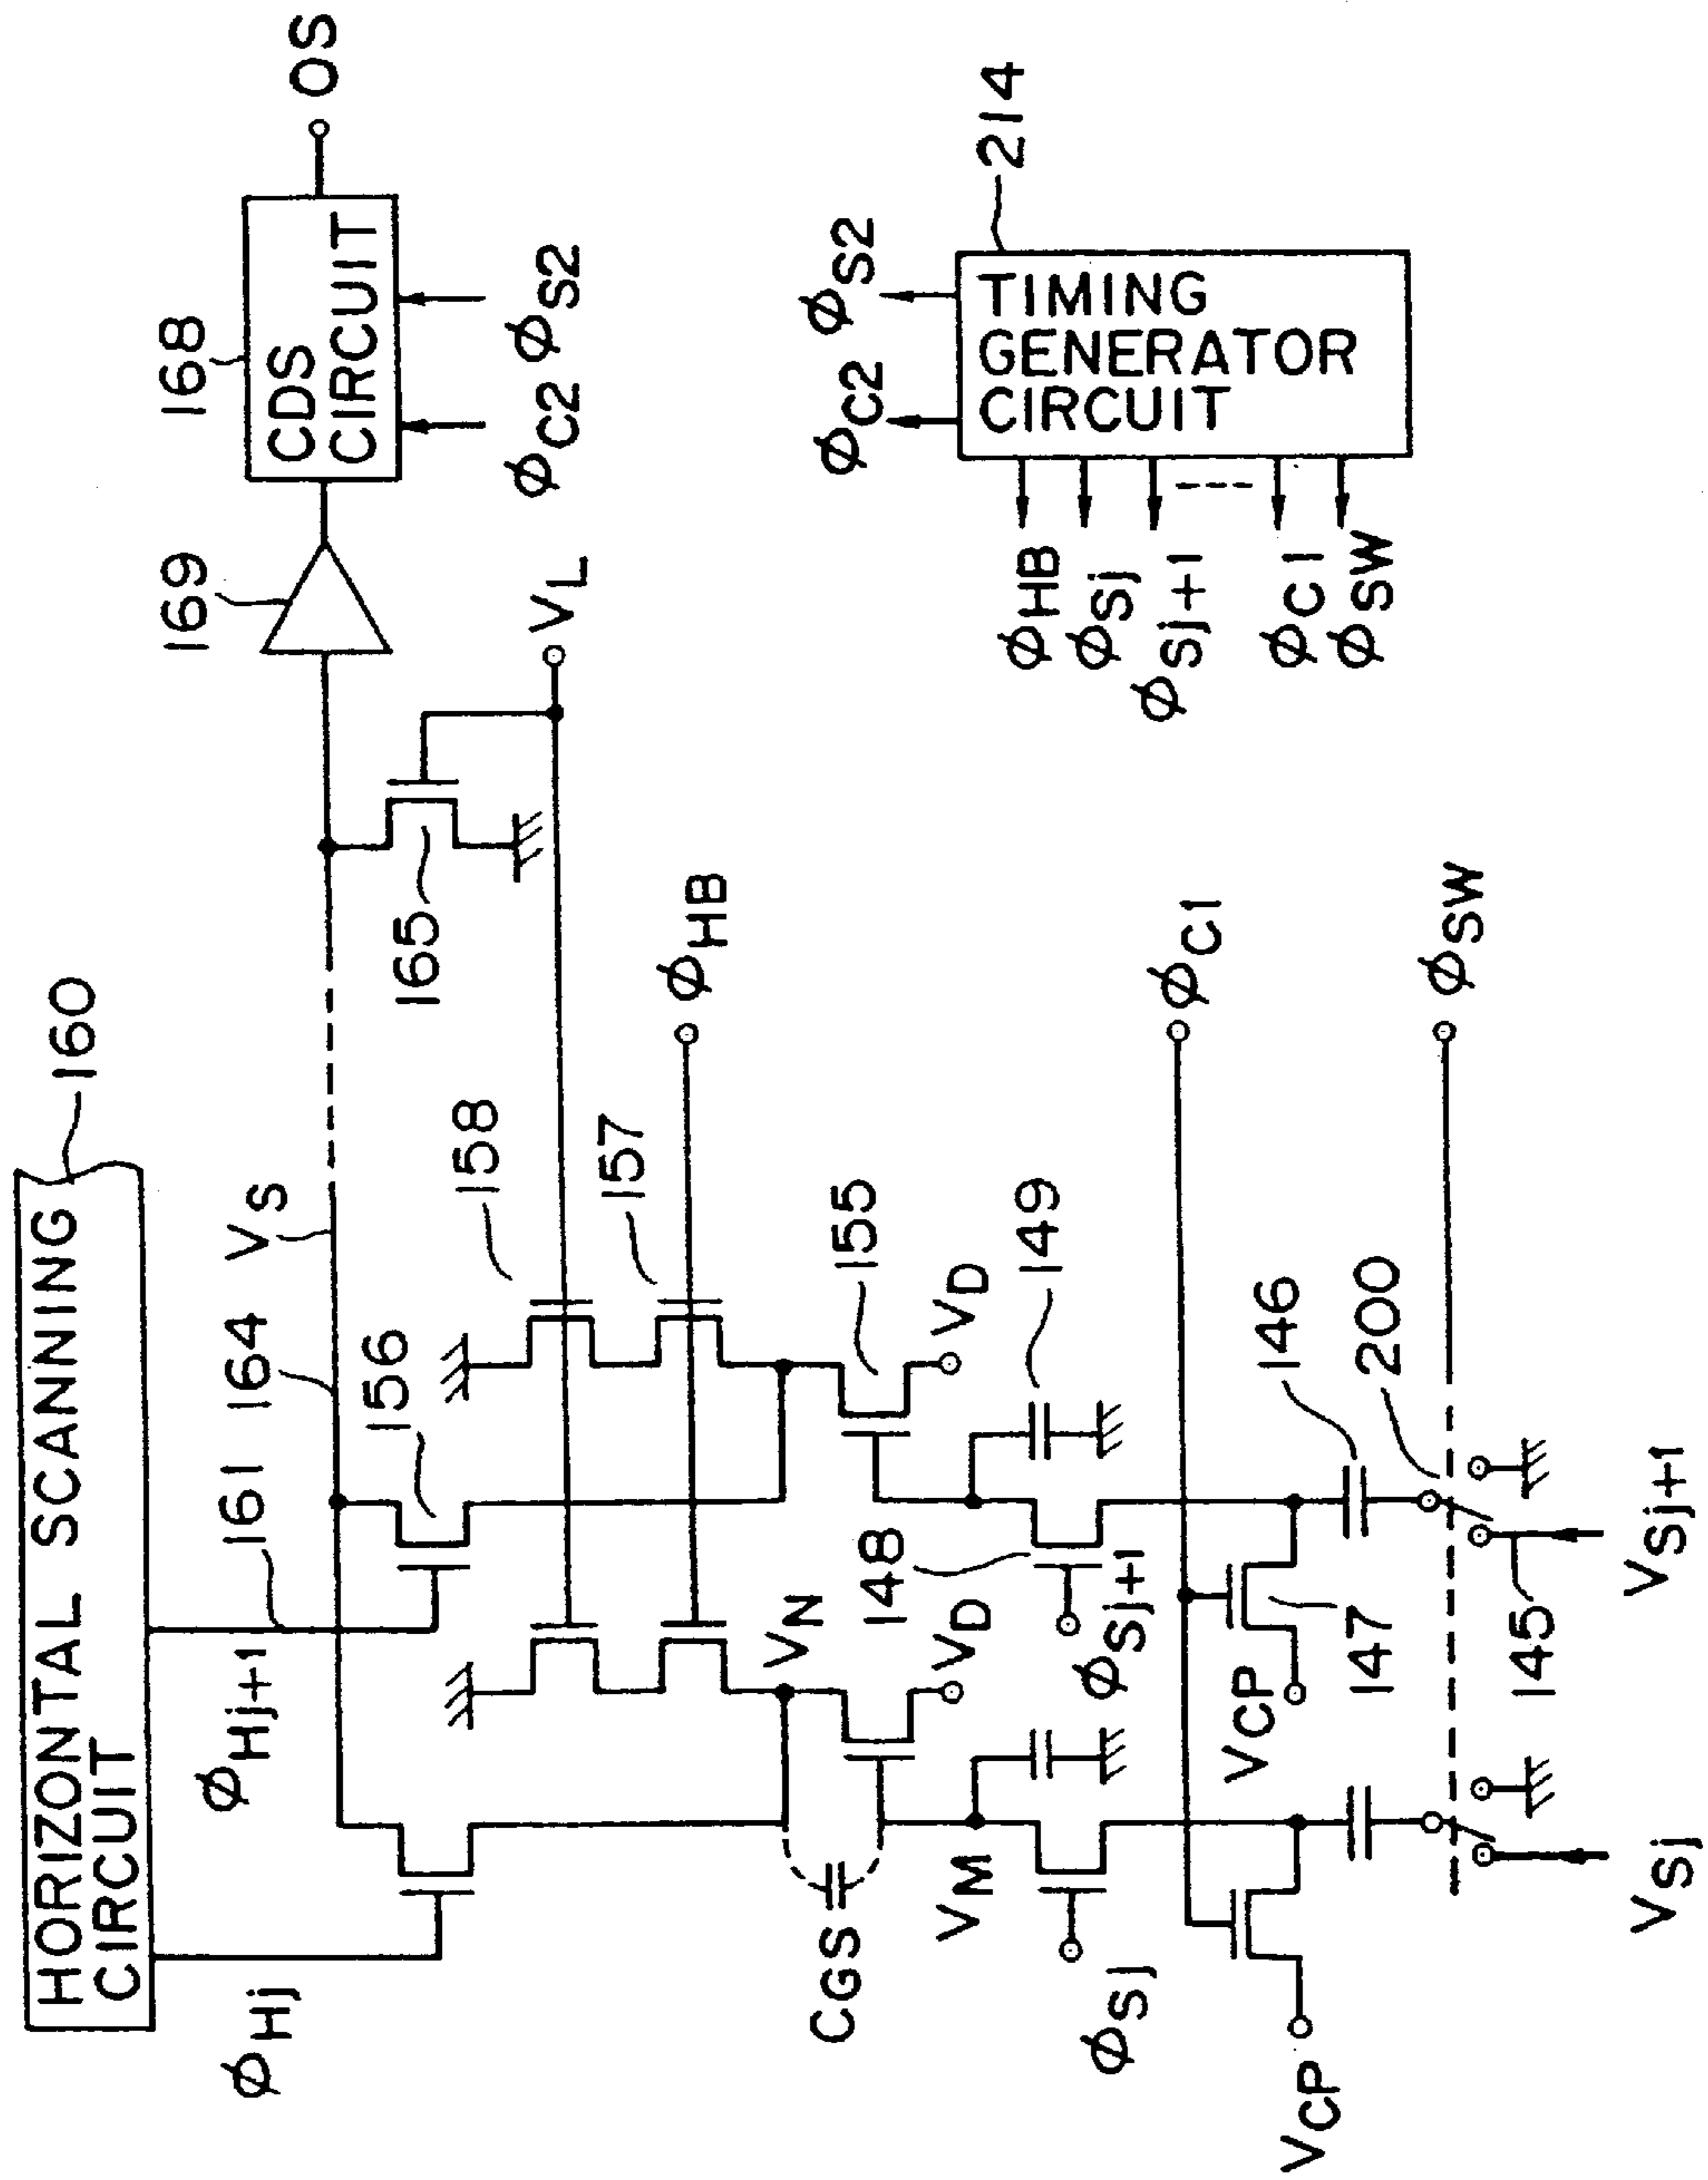 HORIZONTAL SCANNING
CIRCUIT
160
φHj
φHj+1
161
164
VS
156
158
157
165
169
168
CDS
CIRCUIT
OS
φC2
φS2
VL
φHB
VN
VD
CGS
VM
155
VD
149
148
φSj
φSj+1
φC1
VCP
VCP
147
146
200
φSW
145
VSj
VSj+1
φC2
φS2
214
TIMING
GENERATOR
CIRCUIT
φHB
φSj
φSj+1
φC1
φSW